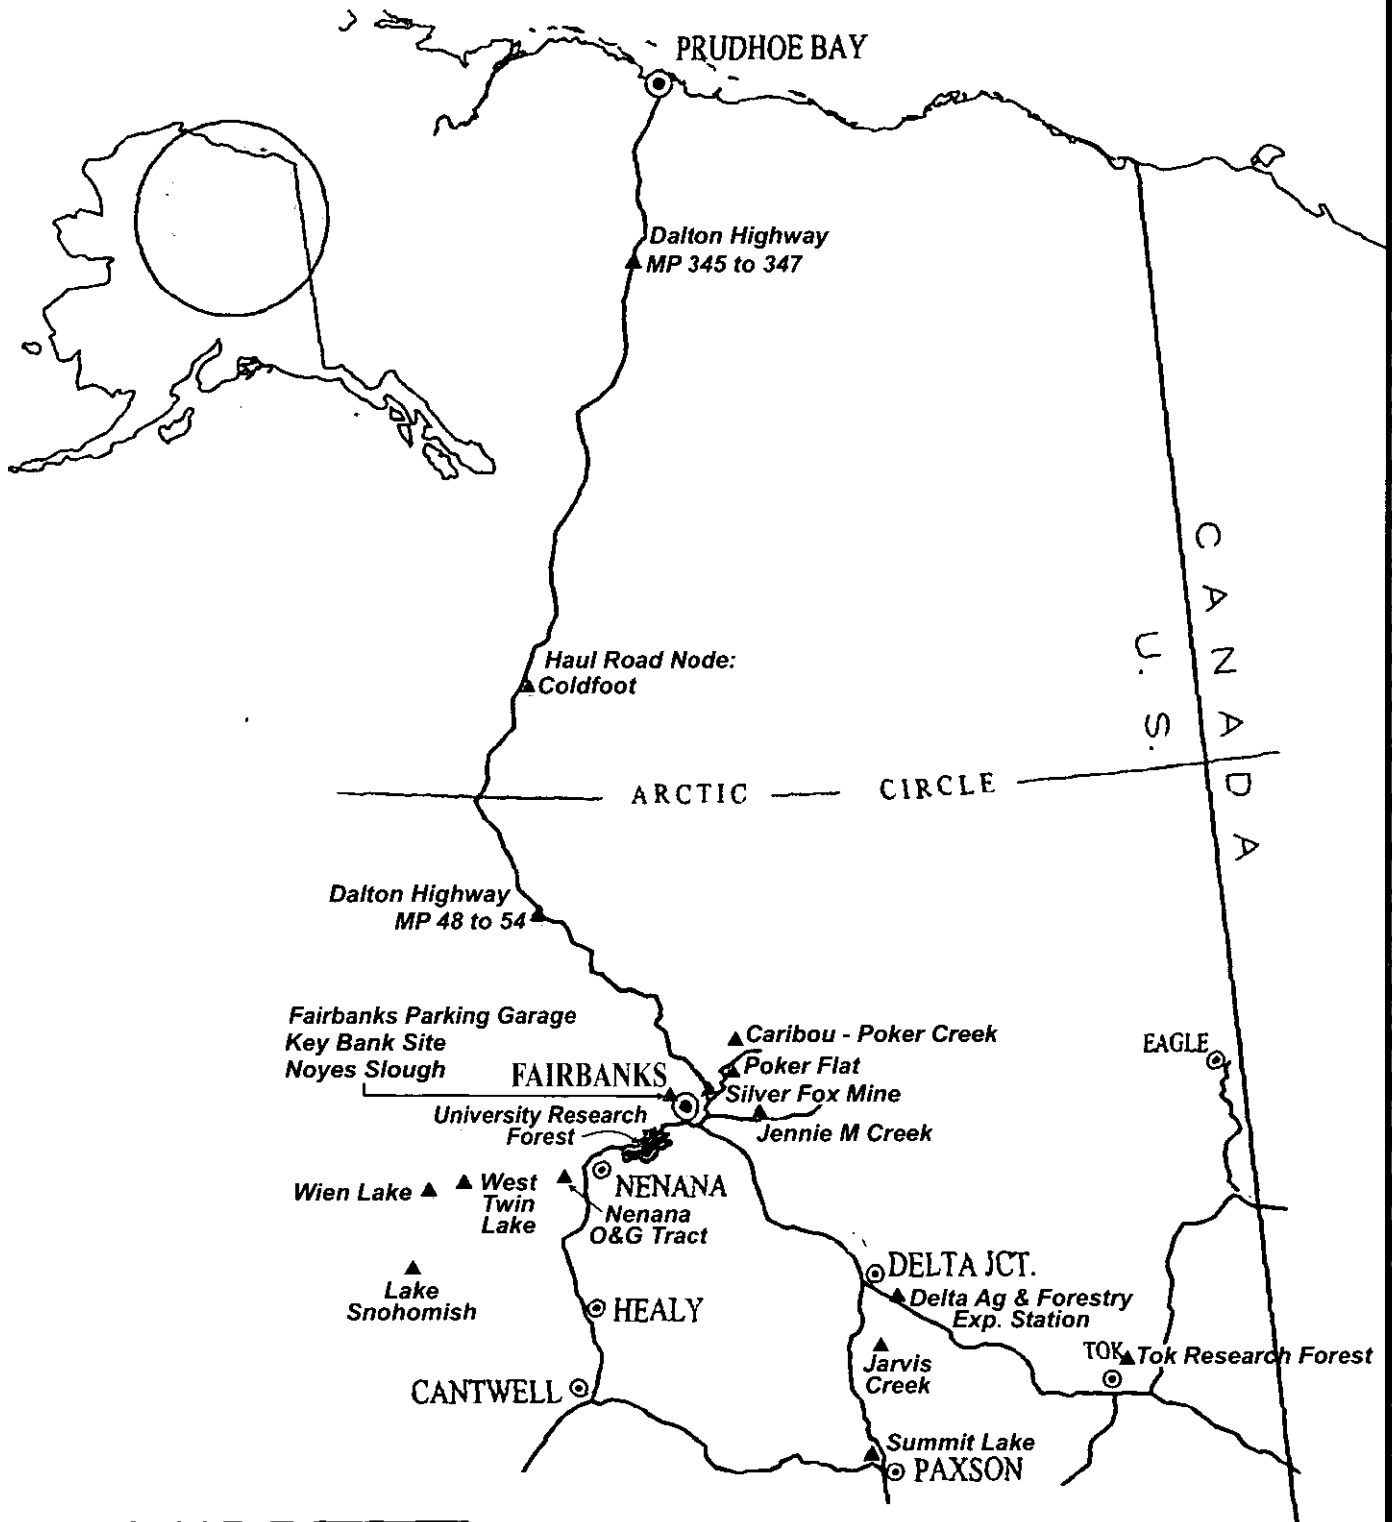 PRUDHOE BAY
Dalton Highway
MP 345 to 347
CANADA
U. S.
Haul Road Node:
Coldfoot
ARCTIC CIRCLE
Dalton Highway
MP 48 to 54
Fairbanks Parking Garage
Key Bank Site
Noyes Slough
Caribou - Poker Creek
Poker Flat
FAIRBANKS
Silver Fox Mine
EAGLE
University Research
Forest
Jennie M Creek
Wien Lake
West
Twin
Lake
NENANA
Nenana
O&G Tract
Lake
Snohomish
HEALY
DELTA JCT.
Delta Ag & Forestry
Exp. Station
Jarvis
Creek
TOK
Tok Research Forest
CANTWELL
Summit Lake
PAXSON